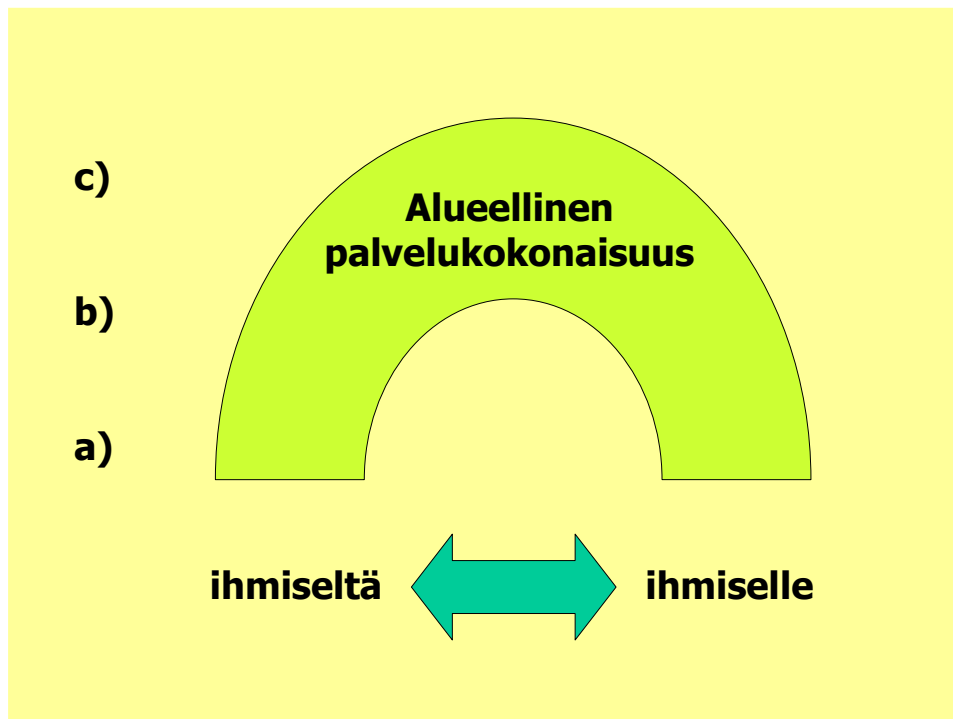 c)
Alueellinen
palvelukokonaisuus
b)
a)
ihmiseltä ihmiselle